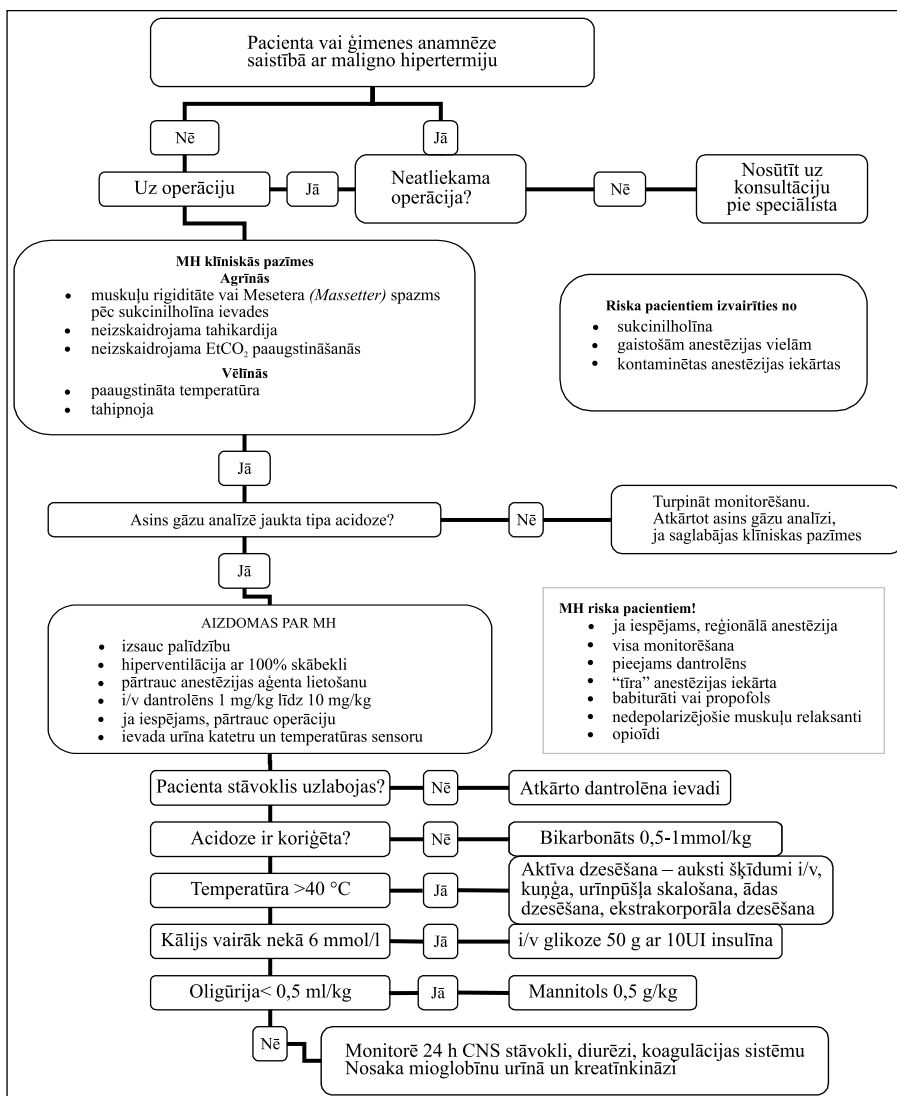 Pacienta vai ģimenes anamnēze
saistībā ar maligno hipertermiju
Nē
Jā
Uz operāciju
Jā
Neatliekama
operācija?
Nē
Nosūtīt uz
konsultāciju
pie speciālista
MH klīniskās pazīmes
Agrīnās
• muskuļu rigiditāte vai Mesetera (Massetter) spazms
pēc sukcinilholīna ievades
• neizskaidrojama tahikardija
• neizskaidrojama EtCO₂ paaugstināšanās
Vēlīnās
• paaugstināta temperatūra
• tahipnoja
Riska pacientiem izvairīties no
• sukcinilholīna
• gaistošām anestēzijas vielām
• kontaminētas anestēzijas iekārtas
Jā
Asins gāzu analīzē jaukta tipa acidoze?
Nē
Turpināt monitorēšanu.
Atkārtot asins gāzu analīzi,
ja saglabājas klīniskas pazīmes
Jā
AIZDOMAS PAR MH
• izsauc palīdzību
• hiperventilācija ar 100% skābekli
• pārtrauc anestēzijas aģenta lietošanu
• i/v dantrolēns 1 mg/kg līdz 10 mg/kg
• ja iespējams, pārtrauc operāciju
• ievada urīna katetru un temperatūras sensoru
MH riska pacientiem!
• ja iespējams, reģionālā anestēzija
• visa monitorēšana
• pieejams dantrolēns
• “tīra” anestēzijas iekārta
• babiturāti vai propofols
• nedepolarizējošie muskuļu relaksanti
• opioīdi
Pacienta stāvoklis uzlabojas?
Nē
Atkārto dantrolēna ievadi
Acidoze ir koriģēta?
Nē
Bikarbonāts 0,5-1mmol/kg
Temperatūra >40 °C
Jā
Aktīva dzesēšana – auksti šķīdumi i/v,
kuņģa, urīnpūšļa skalošana, ādas
dzesēšana, ekstrakorporāla dzesēšana
Kālijs vairāk nekā 6 mmol/l
Jā
i/v glikoze 50 g ar 10UI insulīna
Oligūrija< 0,5 ml/kg
Jā
Mannitols 0,5 g/kg
Nē
Monitorē 24 h CNS stāvokli, diurēzi, koagulācijas sistēmu
Nosaka mioglobīnu urīnā un kreatīnkināzi